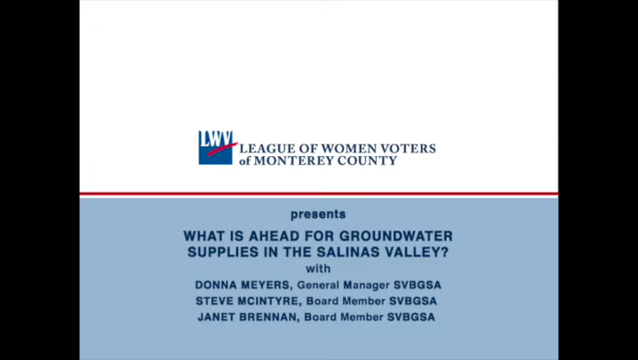 LWV
LEAGUE OF WOMEN VOTERS
of MONTEREY COUNTY
presents
WHAT IS AHEAD FOR GROUNDWATER
SUPPLIES IN THE SALINAS VALLEY?
with
DONNA MEYERS, General Manager SVBGSA
STEVE MCINTYRE, Board Member SVBGSA
JANET BRENNAN, Board Member SVBGSA